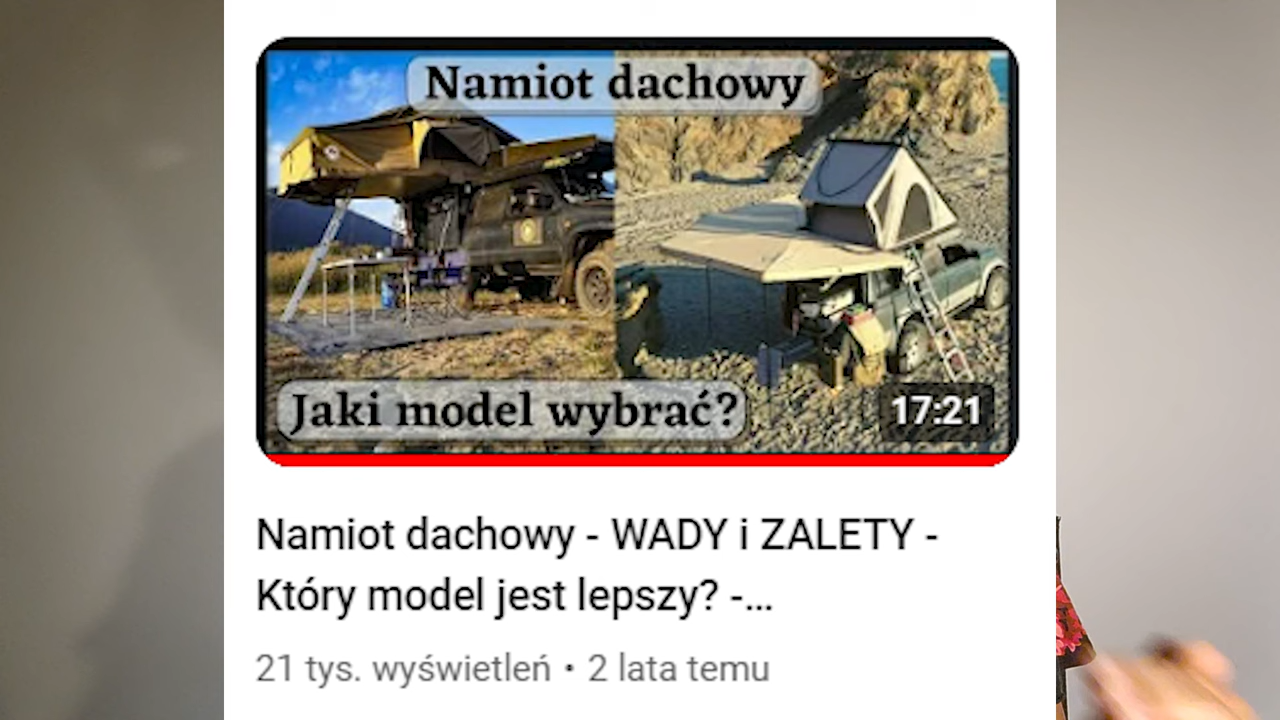 Namiot dachowy
Jaki model wybrać?
17:21
Namiot dachowy - WADY i ZALETY -
Który model jest lepszy? -...
21 tys. wyświetleń • 2 lata temu